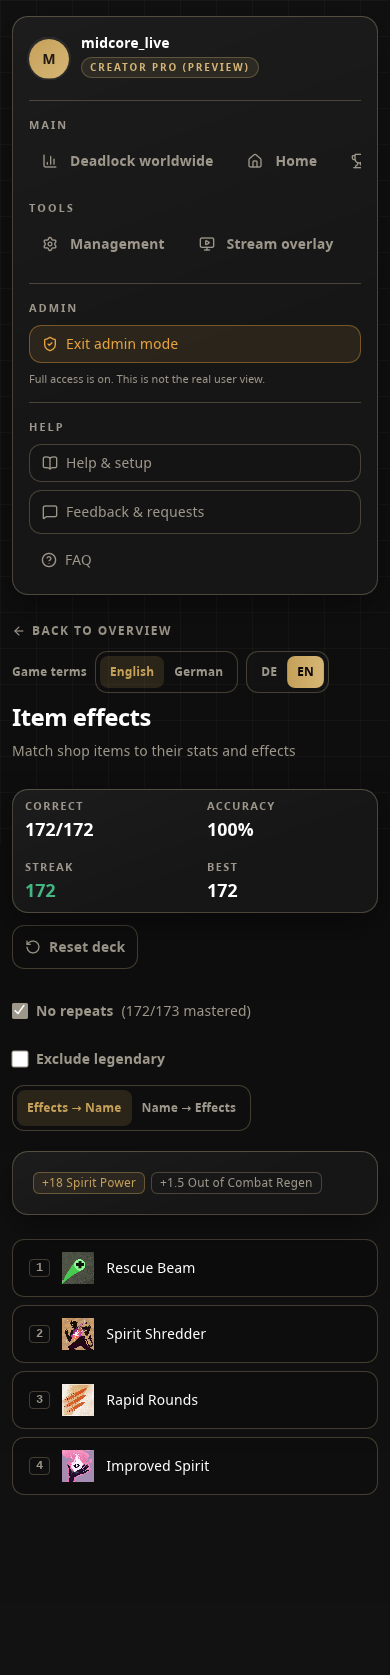 M
midcore_live
CREATOR PRO (PREVIEW)
MAIN
Deadlock worldwide
Home
TOOLS
Management
Stream overlay
ADMIN
Exit admin mode
Full access is on. This is not the real user view.
HELP
Help & setup
Feedback & requests
FAQ
BACK TO OVERVIEW
Game terms English German DE EN
Item effects
Match shop items to their stats and effects
CORRECT ACCURACY
172/172 100%
STREAK BEST
172 172
Reset deck
No repeats (172/173 mastered)
Exclude legendary
Effects → Name Name → Effects
+18 Spirit Power +1.5 Out of Combat Regen
1 Rescue Beam
2 Spirit Shredder
3 Rapid Rounds
4 Improved Spirit